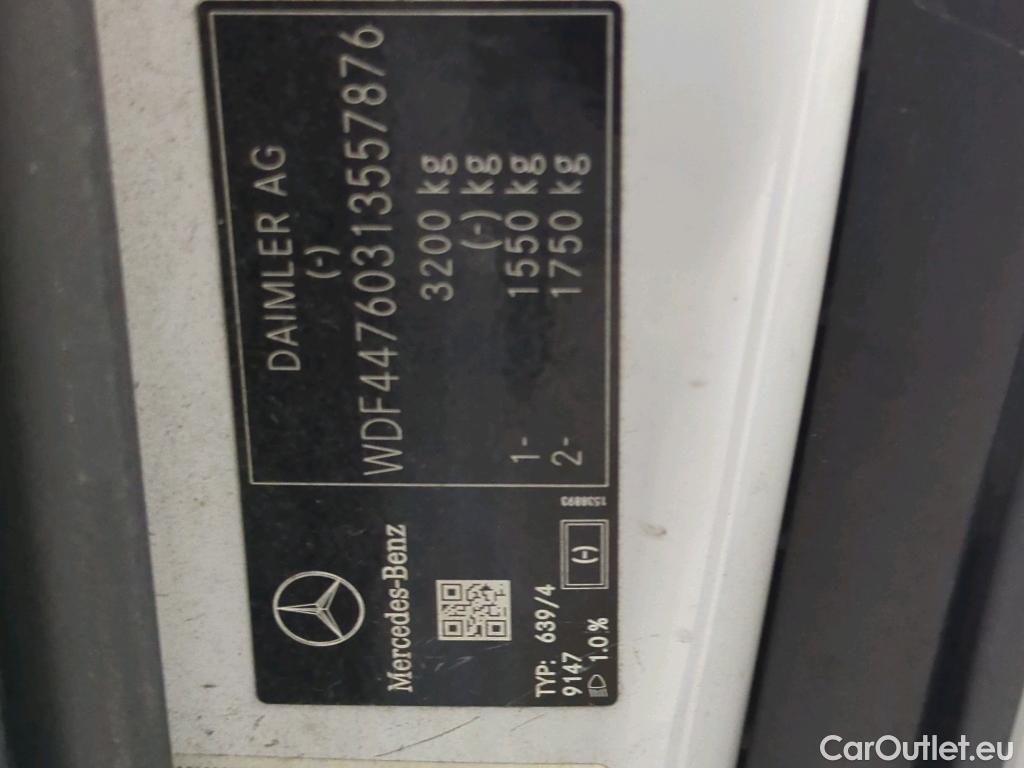 DAIMLER AG
(-)
WDF44760313557876
3200 kg
(-) kg
1- 1550 kg
2- 1750 kg
Mercedes-Benz
TYP: 639/4
9147
1.0%
(-)
1538893
CarOutlet.eu